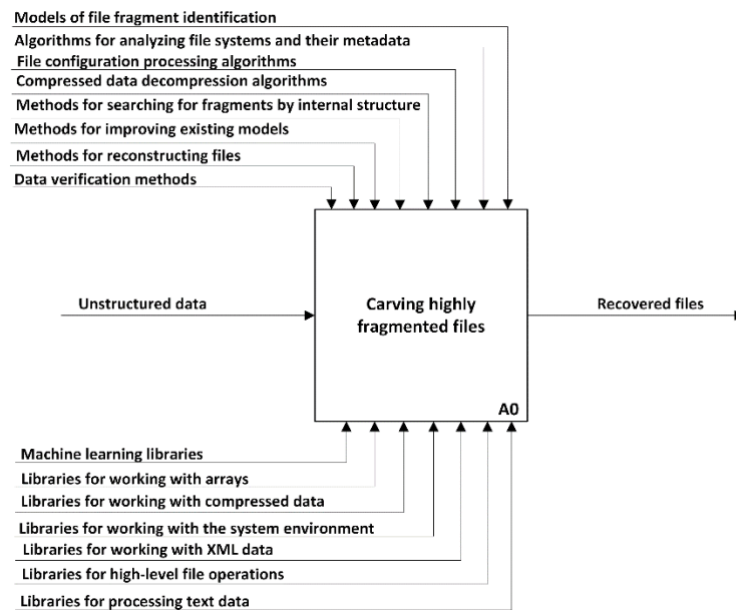 Models of file fragment identification
Algorithms for analyzing file systems and their metadata
File configuration processing algorithms
Compressed data decompression algorithms
Methods for searching for fragments by internal structure
Methods for improving existing models
Methods for reconstructing files
Data verification methods
Unstructured data
Carving highly
fragmented files
Recovered files
A0
Machine learning libraries
Libraries for working with arrays
Libraries for working with compressed data
Libraries for working with the system environment
Libraries for working with XML data
Libraries for high-level file operations
Libraries for processing text data